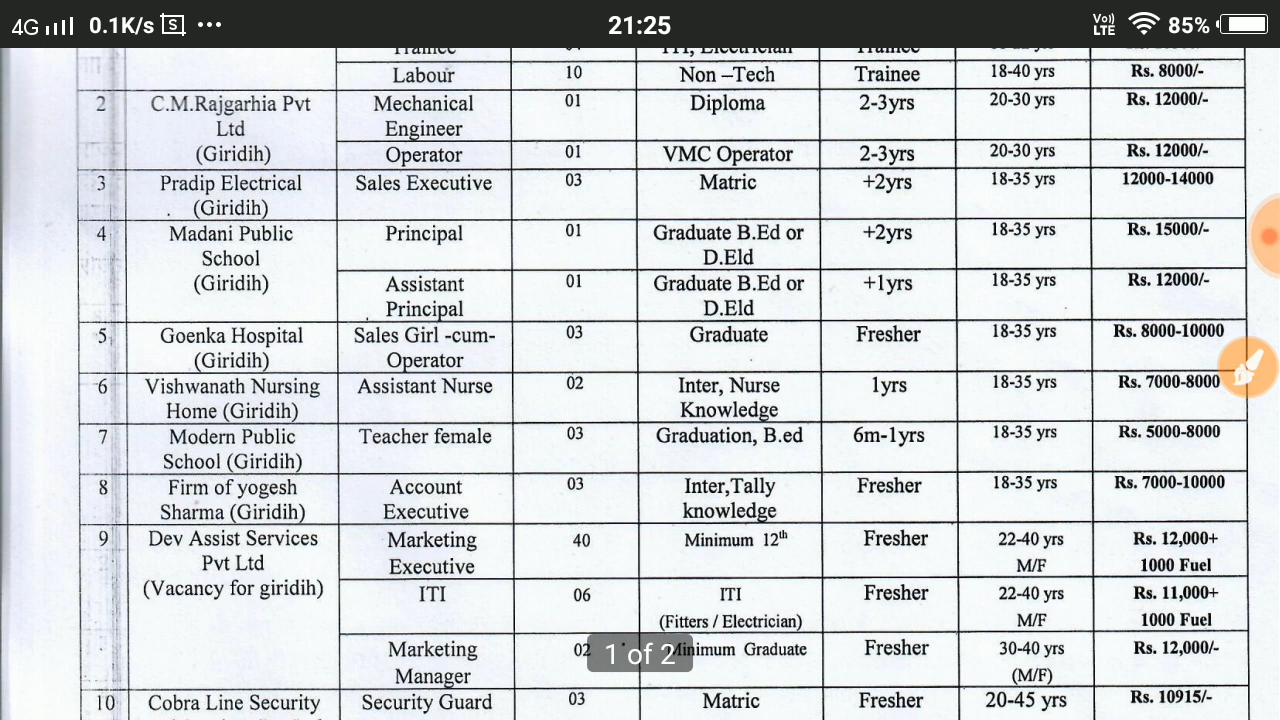 4G 0.1K/s S ••• 21:25 Vo) LTE 85%
Trainee ITI, Electrician Trainee
Labour 10 Non –Tech Trainee 18-40 yrs Rs. 8000/-
2 C.M.Rajgarhia Pvt Mechanical 01 Diploma 2-3yrs 20-30 yrs Rs. 12000/-
Ltd Engineer
(Giridih) Operator 01 VMC Operator 2-3yrs 20-30 yrs Rs. 12000/-
3 Pradip Electrical Sales Executive 03 Matric +2yrs 18-35 yrs 12000-14000
(Giridih)
4 Madani Public Principal 01 Graduate B.Ed or +2yrs 18-35 yrs Rs. 15000/-
School D.Eld
(Giridih) Assistant 01 Graduate B.Ed or +1yrs 18-35 yrs Rs. 12000/-
Principal D.Eld
5 Goenka Hospital Sales Girl -cum- 03 Graduate Fresher 18-35 yrs Rs. 8000-10000
(Giridih) Operator
6 Vishwanath Nursing Assistant Nurse 02 Inter, Nurse 1yrs 18-35 yrs Rs. 7000-8000
Home (Giridih) Knowledge
7 Modern Public Teacher female 03 Graduation, B.ed 6m-1yrs 18-35 yrs Rs. 5000-8000
School (Giridih)
8 Firm of yogesh Account 03 Inter,Tally Fresher 18-35 yrs Rs. 7000-10000
Sharma (Giridih) Executive knowledge
9 Dev Assist Services Marketing 40 Minimum 12th Fresher 22-40 yrs Rs. 12,000+
Pvt Ltd Executive M/F 1000 Fuel
(Vacancy for giridih) ITI 06 ITI Fresher 22-40 yrs Rs. 11,000+
(Fitters / Electrician) M/F 1000 Fuel
Marketing 02 Minimum Graduate Fresher 30-40 yrs Rs. 12,000/-
Manager (M/F)
1 of 2
10 Cobra Line Security Security Guard 03 Matric Fresher 20-45 yrs Rs. 10915/-